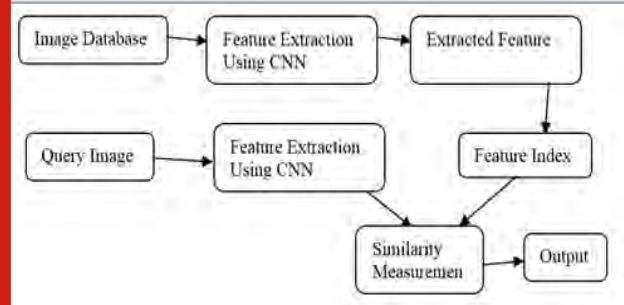 Image Database
Feature Extraction
Using CNN
Extracted Feature
Query Image
Feature Extraction
Using CNN
Feature Index
Similarity
Measuremen
Output